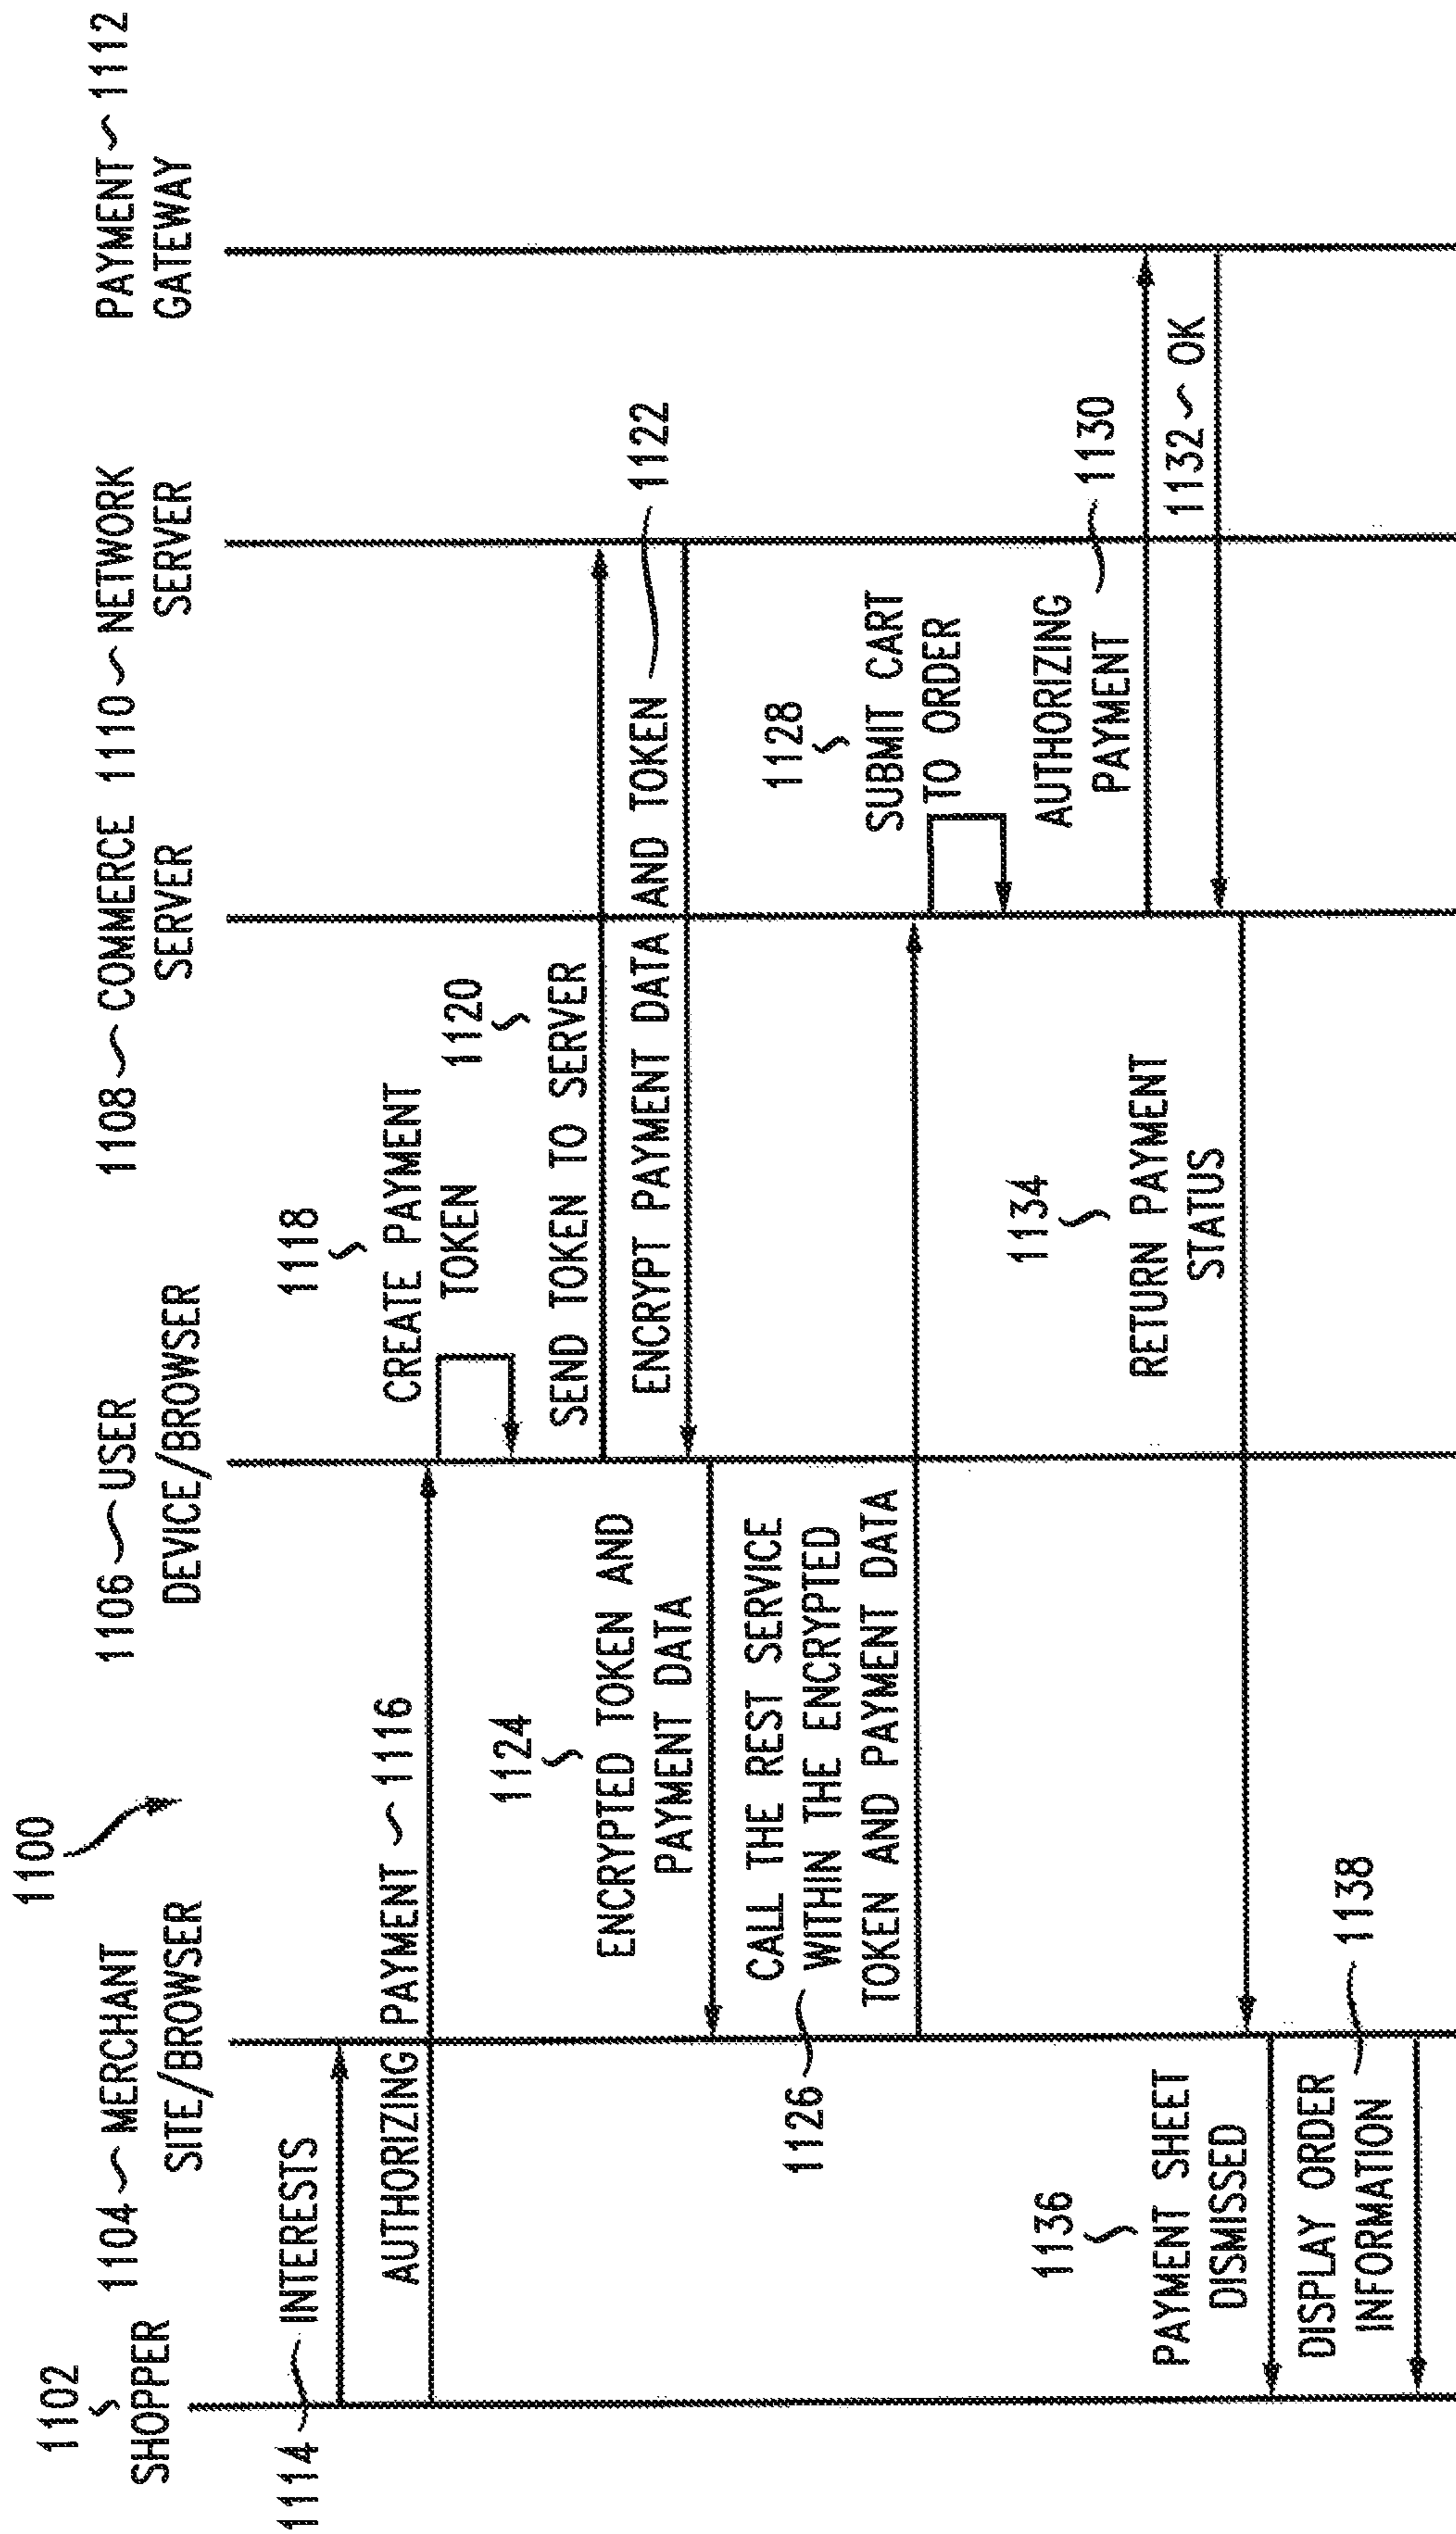 1100
1102
SHOPPER
1104 ~ MERCHANT
SITE/BROWSER
1106 ~ USER
DEVICE/BROWSER
1108 ~ COMMERCE
SERVER
1110 ~ NETWORK
SERVER
PAYMENT ~ 1112
GATEWAY
1114
INTERESTS
AUTHORIZING PAYMENT ~ 1116
1118
CREATE PAYMENT
TOKEN
1120
SEND TOKEN TO SERVER
ENCRYPT PAYMENT DATA AND TOKEN
1122
1124
ENCRYPTED TOKEN AND
PAYMENT DATA
1126
CALL THE REST SERVICE
WITHIN THE ENCRYPTED
TOKEN AND PAYMENT DATA
1128
SUBMIT CART
TO ORDER
AUTHORIZING
PAYMENT
1130
1132 ~ OK
1134
RETURN PAYMENT
STATUS
1136
PAYMENT SHEET
DISMISSED
DISPLAY ORDER
INFORMATION
1138